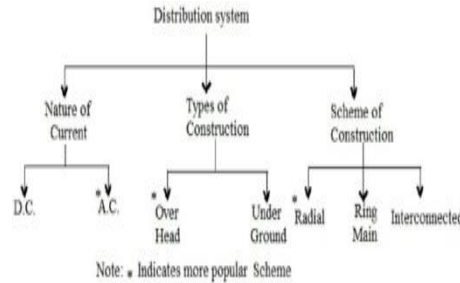 Distribution system
Nature of Current
Types of Construction
Scheme of Construction
D.C.
* A.C.
* Over Head
Under Ground
* Radial
Ring Main
Interconnected
Note: * Indicates more popular Scheme